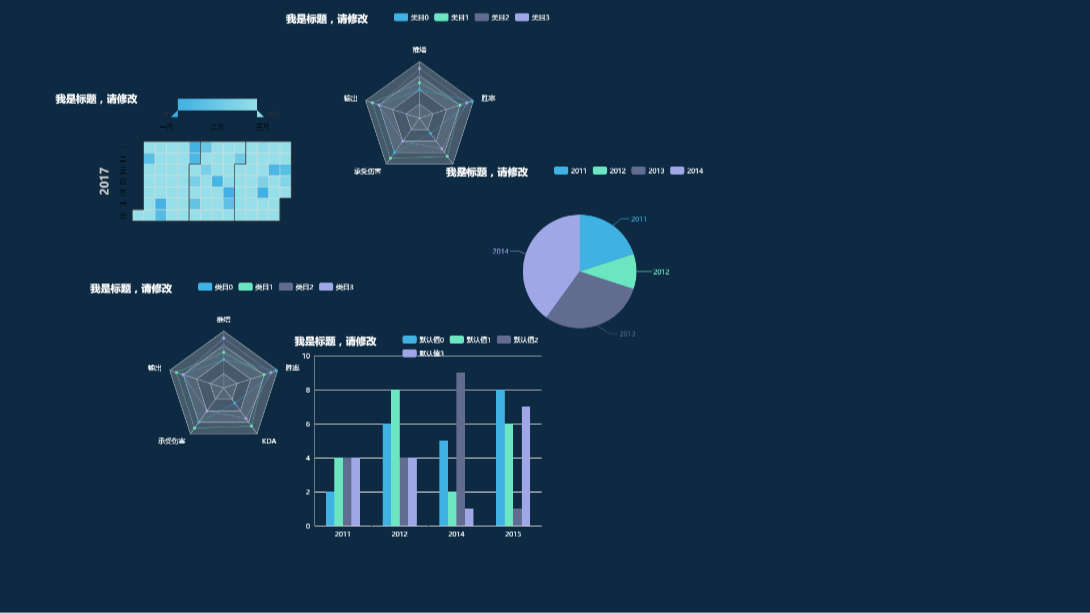 我是标题，请修改
类目0 类目1 类目2 类目3
推塔
输出
胜率
承受伤害
我是标题，请修改
一月 二月 三月
2017
我是标题，请修改
2011 2012 2013 2014
2011
2014
2012
2013
我是标题，请修改
类目0 类目1 类目2 类目3
推塔
输出
胜率
承受伤害
KDA
我是标题，请修改
默认值0 默认值1 默认值2
默认值3
10
8
6
4
2
0
2011 2012 2014 2015